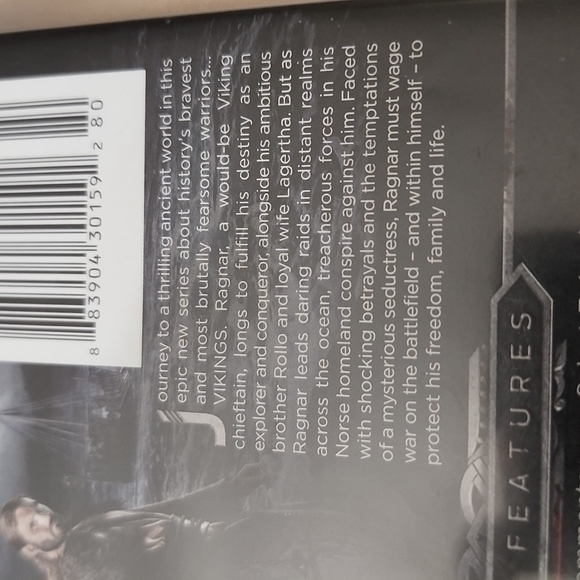 Journey to a thrilling ancient world in this
epic new series about history's bravest
and most brutally fearsome warriors...
VIKINGS. Ragnar, a would-be Viking
chieftain, longs to fulfill his destiny as an
explorer and conqueror alongside his ambitious
brother Rollo and loyal wife Lagertha. But as
Ragnar leads daring raids in distant realms
across the ocean, treacherous forces in his
Norse homeland conspire against him. Faced
with shocking betrayals and the temptations
of a mysterious seductress, Ragnar must wage
war on the battlefield – and within himself – to
protect his freedom, family and life.
FEATURES
8 83904 30159 2 80